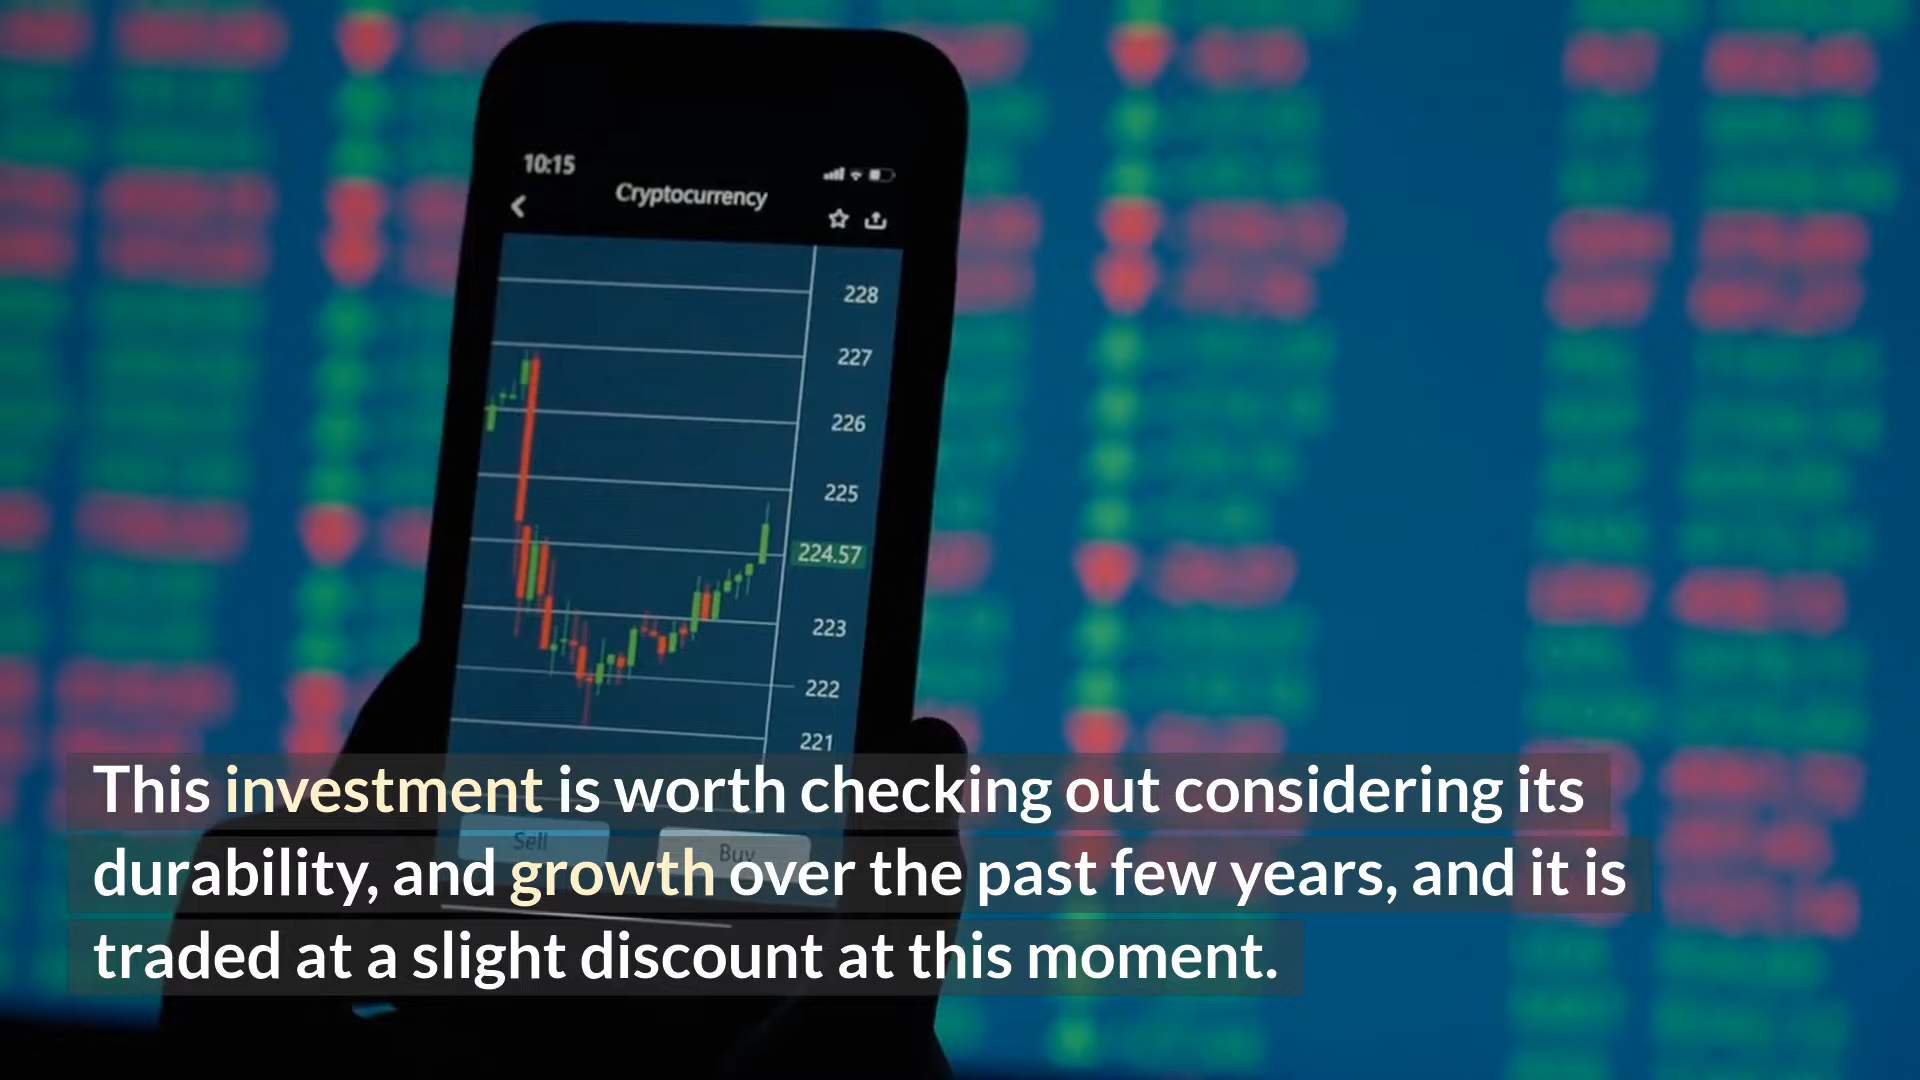 10:15
Cryptocurrency
228
227
226
225
224.57
223
222
221
Sell
Buy
This investment is worth checking out considering its
durability, and growth over the past few years, and it is
traded at a slight discount at this moment.